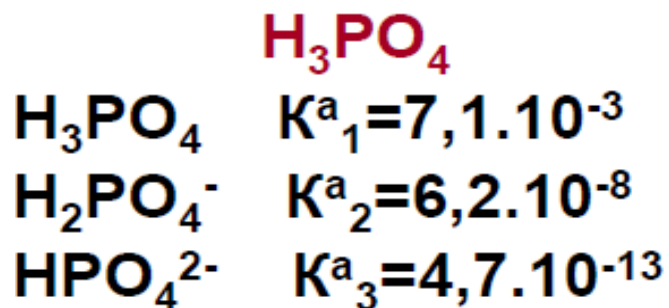 H₃PO₄
H₃PO₄ Kᵃ₁=7,1.10⁻³
H₂PO₄⁻ Kᵃ₂=6,2.10⁻⁸
HPO₄²⁻ Kᵃ₃=4,7.10⁻¹³